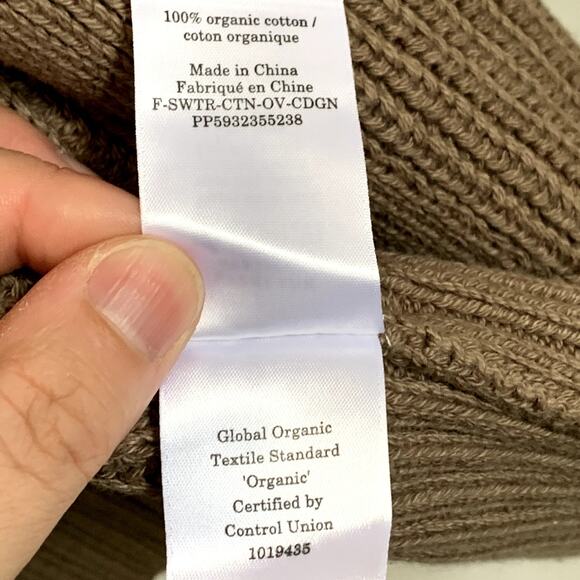 100% organic cotton /
coton organique
Made in China
Fabriqué en Chine
F-SWTR-CTN-OV-CDGN
PP5932355238
Global Organic
Textile Standard
'Organic'
Certified by
Control Union
1019435